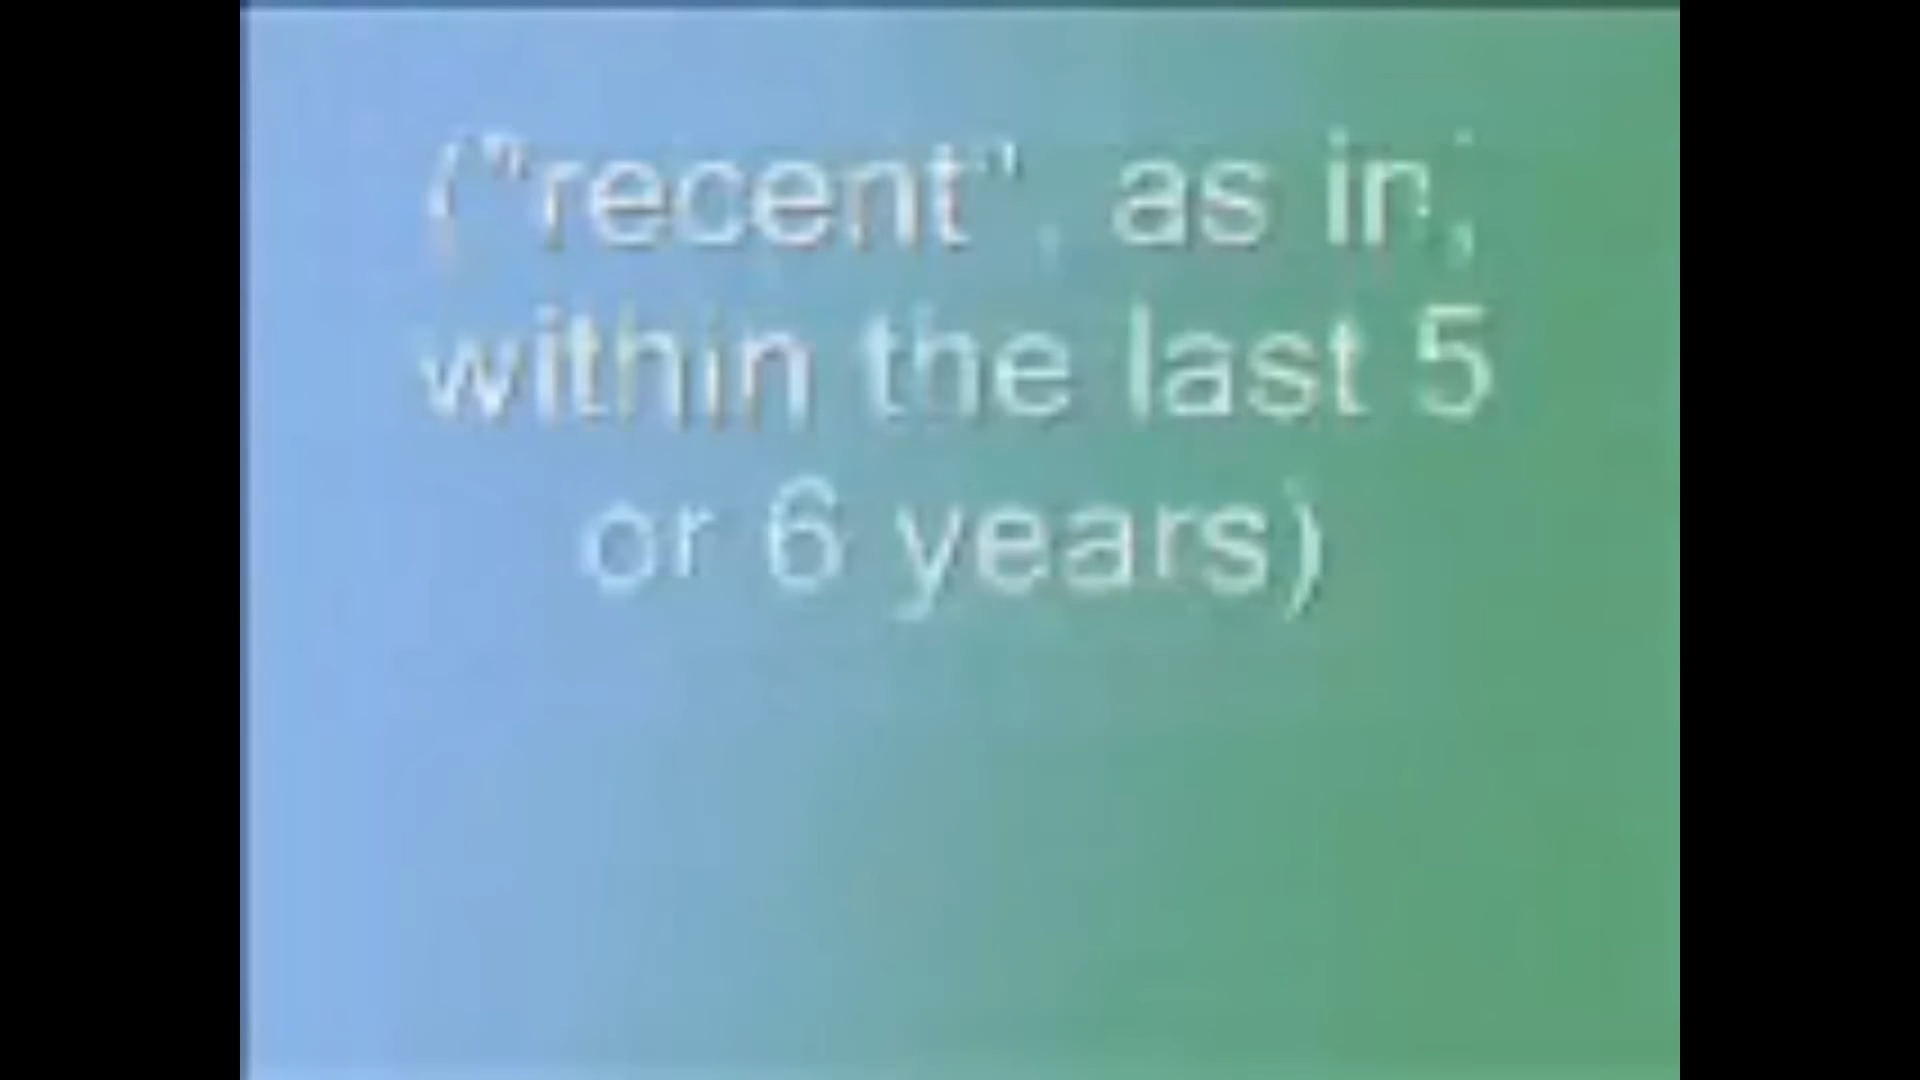 ("recent", as in,
within the last 5
or 6 years)